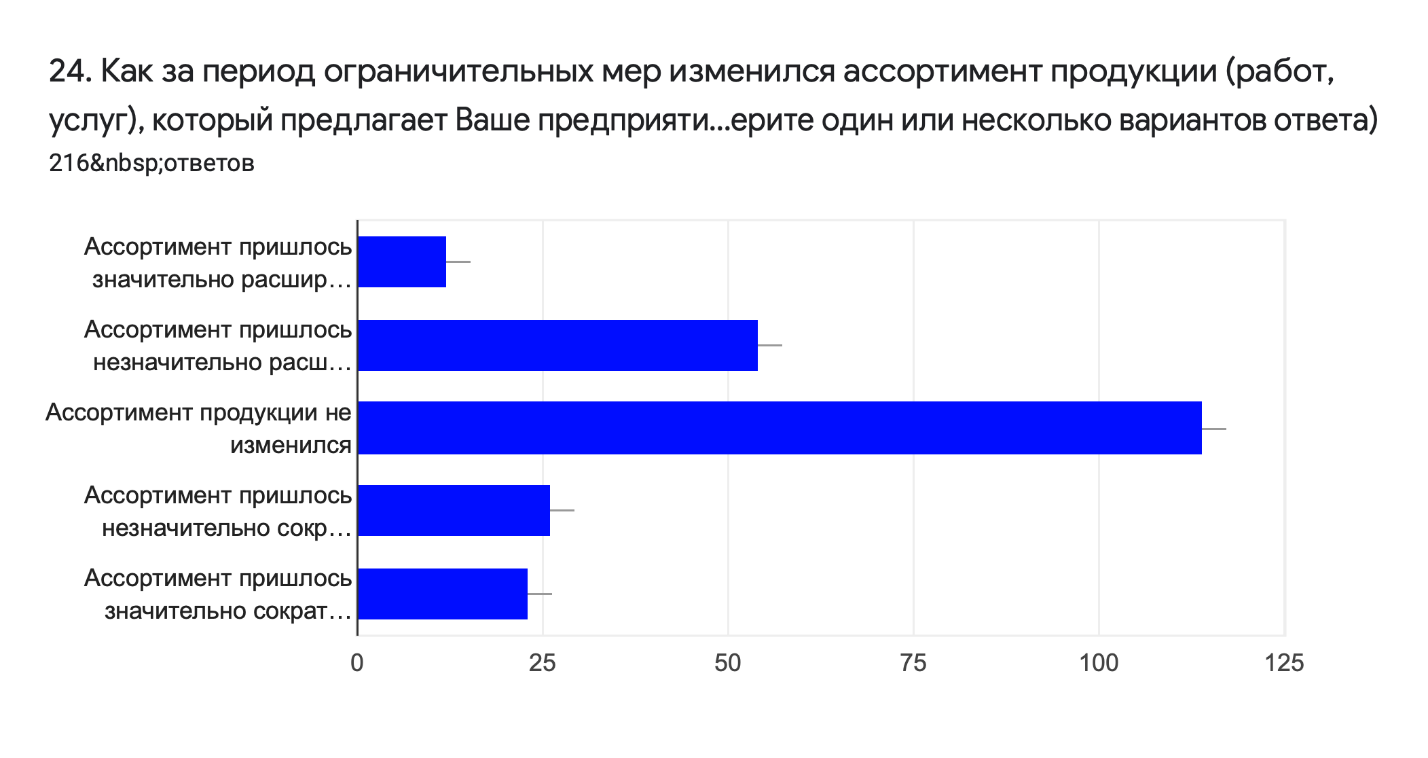 24. Как за период ограничительных мер изменился ассортимент продукции (работ,
услуг), который предлагает Ваше предприяти...ерите один или несколько вариантов ответа)
216&nbsp;ответов
Ассортимент пришлось
значительно расшир…
Ассортимент пришлось
незначительно расш…
Ассортимент продукции не
изменился
Ассортимент пришлось
незначительно сокр…
Ассортимент пришлось
значительно сократ…
0 25 50 75 100 125